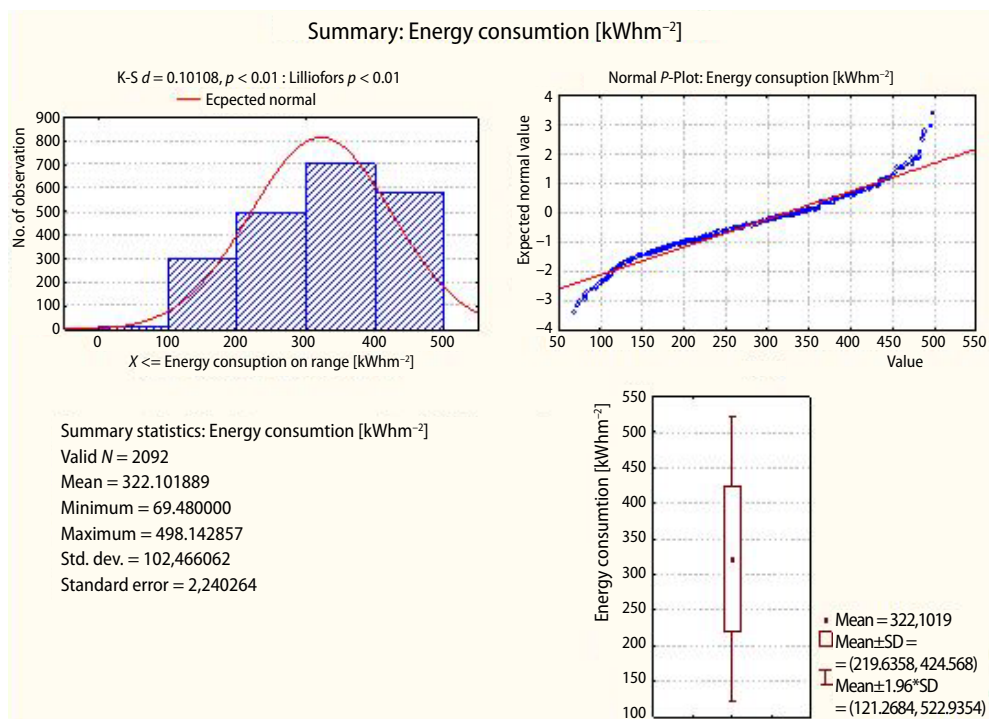 Summary: Energy consumtion [kWhm⁻²]
K-S d = 0.10108, p < 0.01 : Lilliofors p < 0.01
Ecpected normal
No. of observation
900
800
700
600
500
400
300
200
100
0
0 100 200 300 400 500
X <= Energy consuption on range [kWhm⁻²]
Normal P-Plot: Energy consuption [kWhm⁻²]
Expected normal value
4
3
2
1
0
−1
−2
−3
−4
50 100 150 200 250 300 350 400 450 500 550
Value
Summary statistics: Energy consumtion [kWhm⁻²]
Valid N = 2092
Mean = 322.101889
Minimum = 69.480000
Maximum = 498.142857
Std. dev. = 102,466062
Standard error = 2,240264
Energy consumtion [kWhm⁻²]
550
500
450
400
350
300
250
200
150
100
Mean = 322,1019
Mean±SD =
= (219.6358, 424.568)
Mean±1.96*SD
= (121.2684, 522.9354)